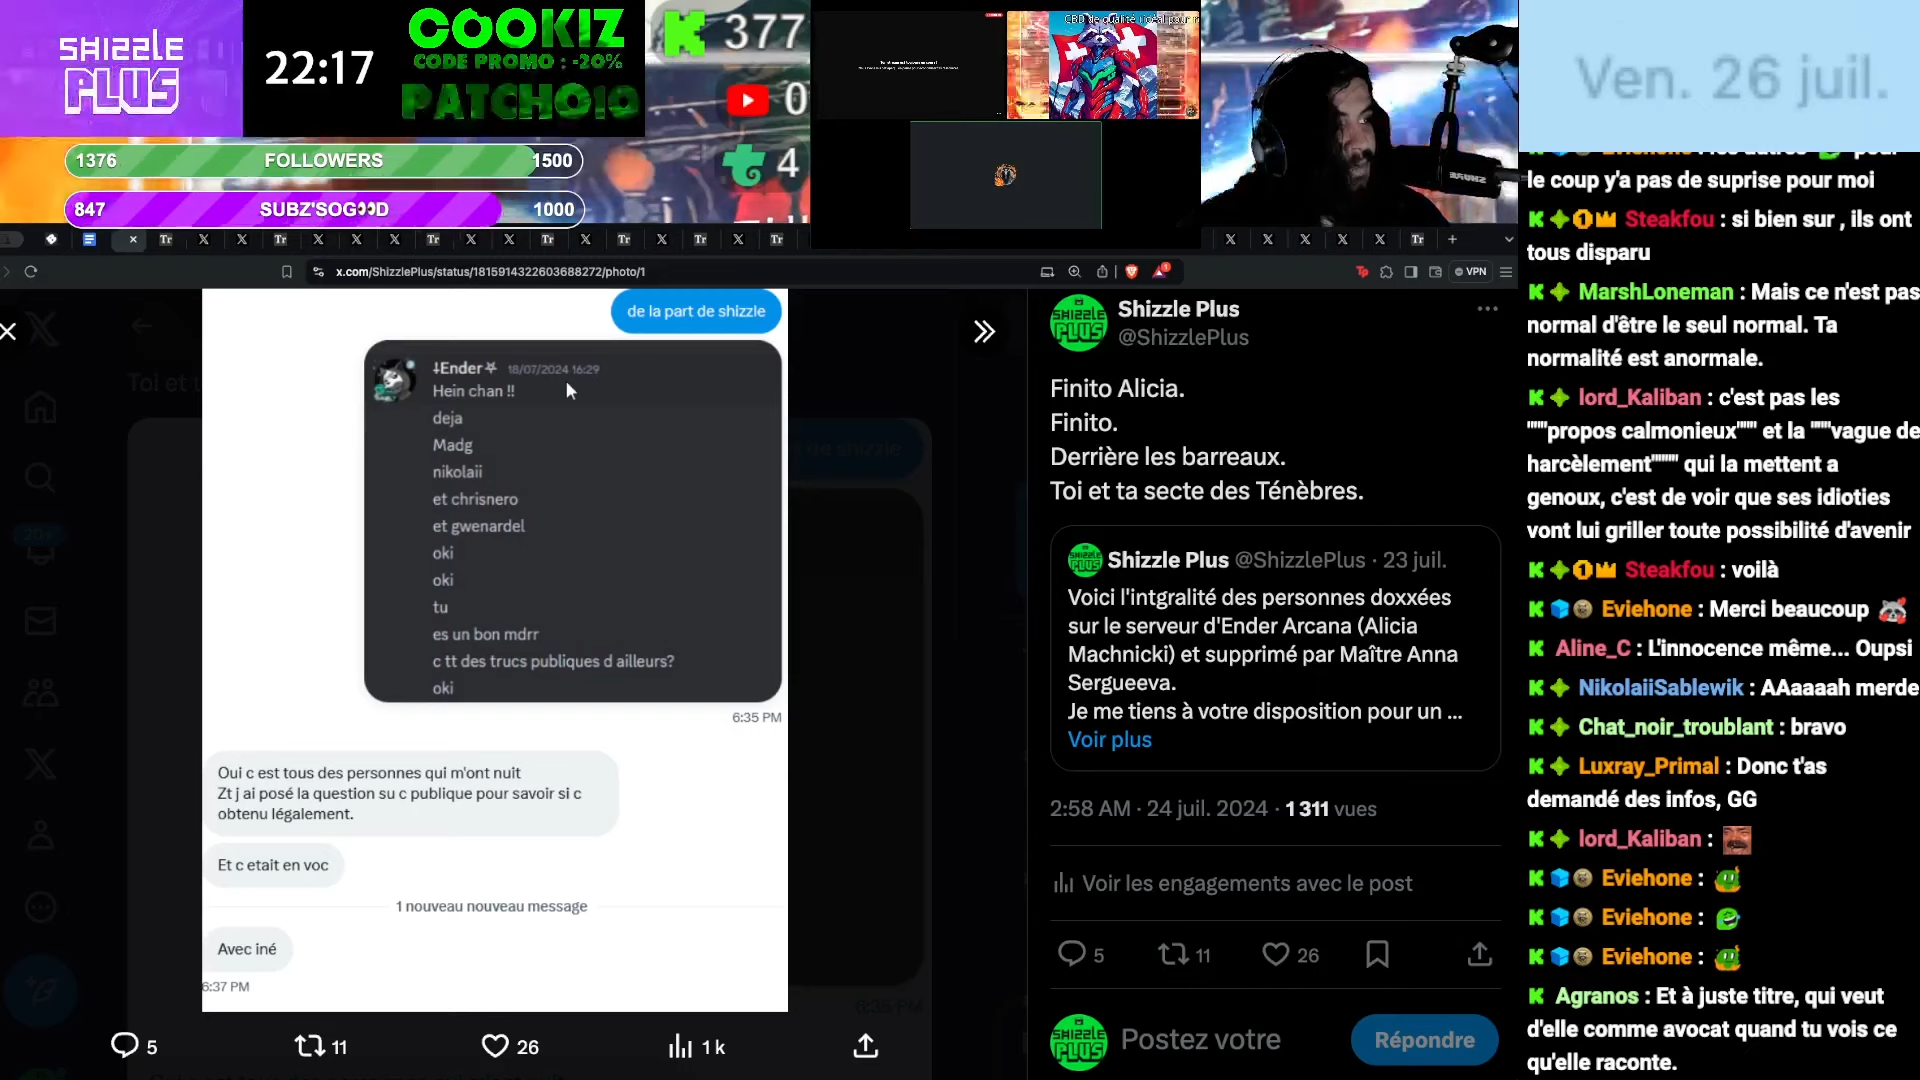 SHIZZLE
PLUS
22:17
COOKIZ
CODE PROMO : -20%
PATCHO10
377
0
4
CBD de qualité
Ven. 26 juil.
1376 FOLLOWERS 1500
847 SUBZ'SOG👀D 1000
x.com/ShizzlePlus/status/1815914322603688272/photo/1
VPN
de la part de shizzle
⸸Ender⛧ 18/07/2024 16:29
Hein chan !!
deja
Madg
nikolaii
et chrisnero
et gwenardel
oki
oki
tu
es un bon mdrr
c tt des trucs publiques d ailleurs?
oki
6:35 PM
Oui c est tous des personnes qui m'ont nuit
Zt j ai posé la question su c publique pour savoir si c
obtenu légalement.
Et c etait en voc
1 nouveau nouveau message
Avec iné
6:37 PM
5
11
26
1 k
Shizzle Plus
@ShizzlePlus
Finito Alicia.
Finito.
Derrière les barreaux.
Toi et ta secte des Ténèbres.
Shizzle Plus @ShizzlePlus · 23 juil.
Voici l'intgralité des personnes doxxées
sur le serveur d'Ender Arcana (Alicia
Machnicki) et supprimé par Maître Anna
Sergueeva.
Je me tiens à votre disposition pour un ...
Voir plus
2:58 AM · 24 juil. 2024 · 1 311 vues
Voir les engagements avec le post
5
11
26
Postez votre
Répondre
le coup y'a pas de suprise pour moi
Steakfou : si bien sur , ils ont
tous disparu
MarshLoneman : Mais ce n'est pas
normal d'être le seul normal. Ta
normalité est anormale.
lord_Kaliban : c'est pas les
"""propos calmonieux""" et la """vague de
harcèlement"""" qui la mettent a
genoux, c'est de voir que ses idioties
vont lui griller toute possibilité d'avenir
Steakfou : voilà
Eviehone : Merci beaucoup
Aline_C : L'innocence même... Oupsi
NikolaiiSablewik : AAaaaah merde
Chat_noir_troublant : bravo
Luxray_Primal : Donc t'as
demandé des infos, GG
lord_Kaliban :
Eviehone :
Eviehone :
Eviehone :
Agranos : Et à juste titre, qui veut
d'elle comme avocat quand tu vois ce
qu'elle raconte.